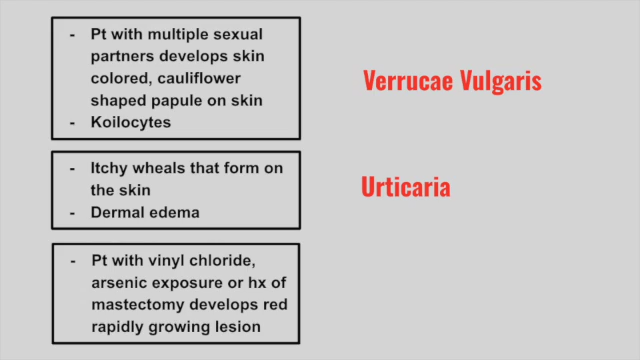 - Pt with multiple sexual
partners develops skin
colored, cauliflower
shaped papule on skin
- Koilocytes
Verrucae Vulgaris
- Itchy wheals that form on
the skin
- Dermal edema
Urticaria
- Pt with vinyl chloride,
arsenic exposure or hx of
mastectomy develops red
rapidly growing lesion